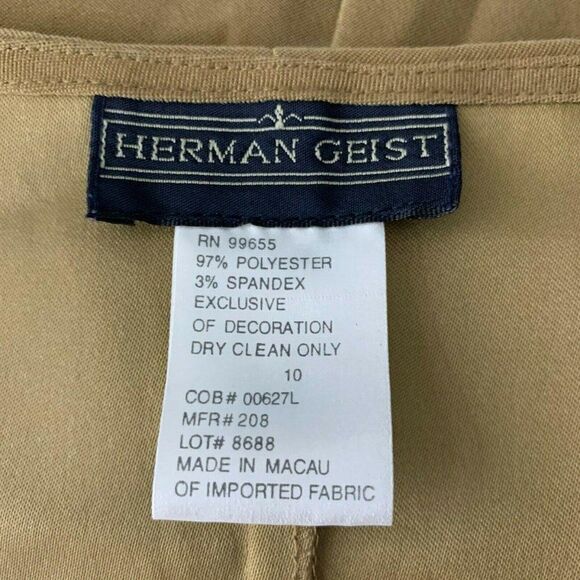 HERMAN GEIST
RN 99655
97% POLYESTER
3% SPANDEX
EXCLUSIVE
OF DECORATION
DRY CLEAN ONLY
10
COB# 00627L
MFR# 208
LOT# 8688
MADE IN MACAU
OF IMPORTED FABRIC